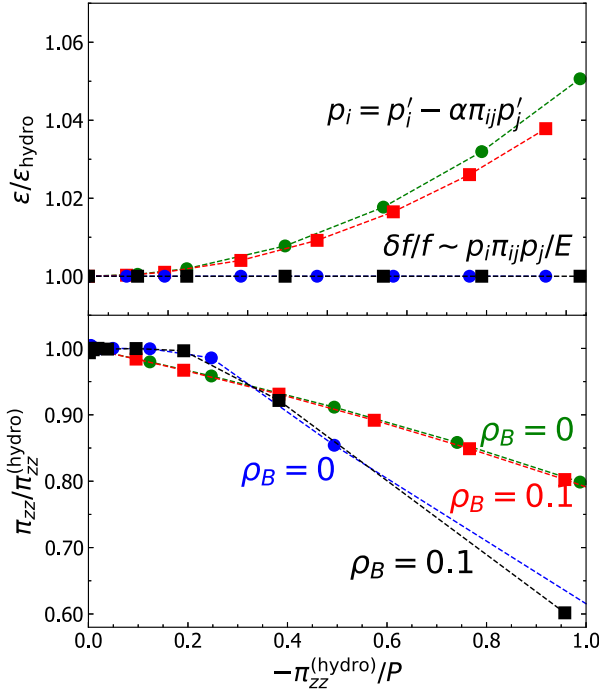 1.06
1.04
1.02
1.00
ε/ε_hydro
p_i = p_i′ − απ_ij p_j′
δf/f ~ p_i π_ij p_j/E
1.00
0.90
0.80
0.70
0.60
π_zz/π_zz^(hydro)
ρ_B = 0
ρ_B = 0.1
ρ_B = 0
ρ_B = 0.1
0.0 0.2 0.4 0.6 0.8 1.0
−π_zz^(hydro)/P